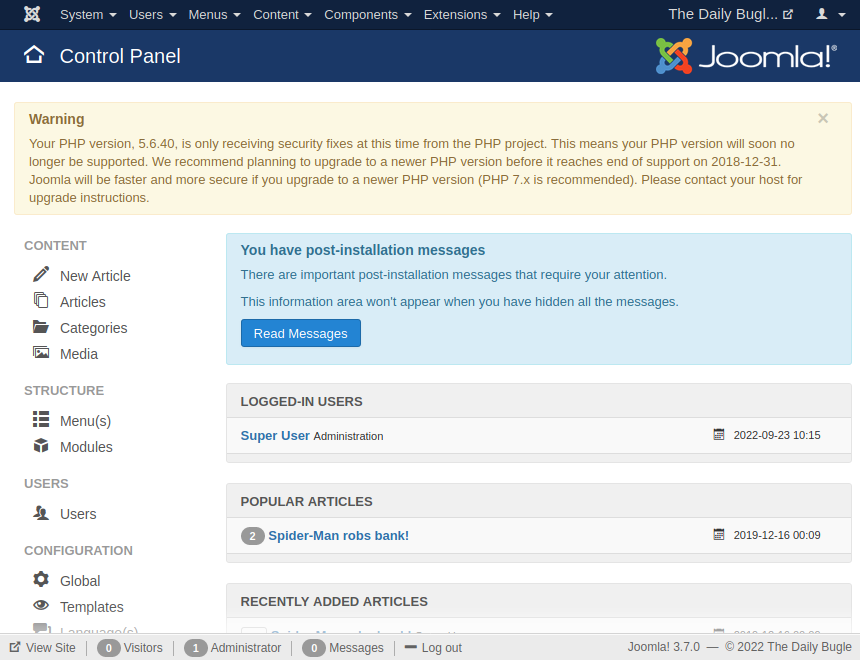 System Users Menus Content Components Extensions Help The Daily Bugl...
Control Panel Joomla!®
Warning ×
Your PHP version, 5.6.40, is only receiving security fixes at this time from the PHP project. This means your PHP version will soon no
longer be supported. We recommend planning to upgrade to a newer PHP version before it reaches end of support on 2018-12-31.
Joomla will be faster and more secure if you upgrade to a newer PHP version (PHP 7.x is recommended). Please contact your host for
upgrade instructions.
CONTENT
New Article
Articles
Categories
Media
STRUCTURE
Menu(s)
Modules
USERS
Users
CONFIGURATION
Global
Templates
Language(s)
You have post-installation messages
There are important post-installation messages that require your attention.
This information area won't appear when you have hidden all the messages.
Read Messages
LOGGED-IN USERS
Super User Administration 2022-09-23 10:15
POPULAR ARTICLES
2 Spider-Man robs bank! 2019-12-16 00:09
RECENTLY ADDED ARTICLES
View Site 0 Visitors 1 Administrator 0 Messages Log out Joomla! 3.7.0 — © 2022 The Daily Bugle